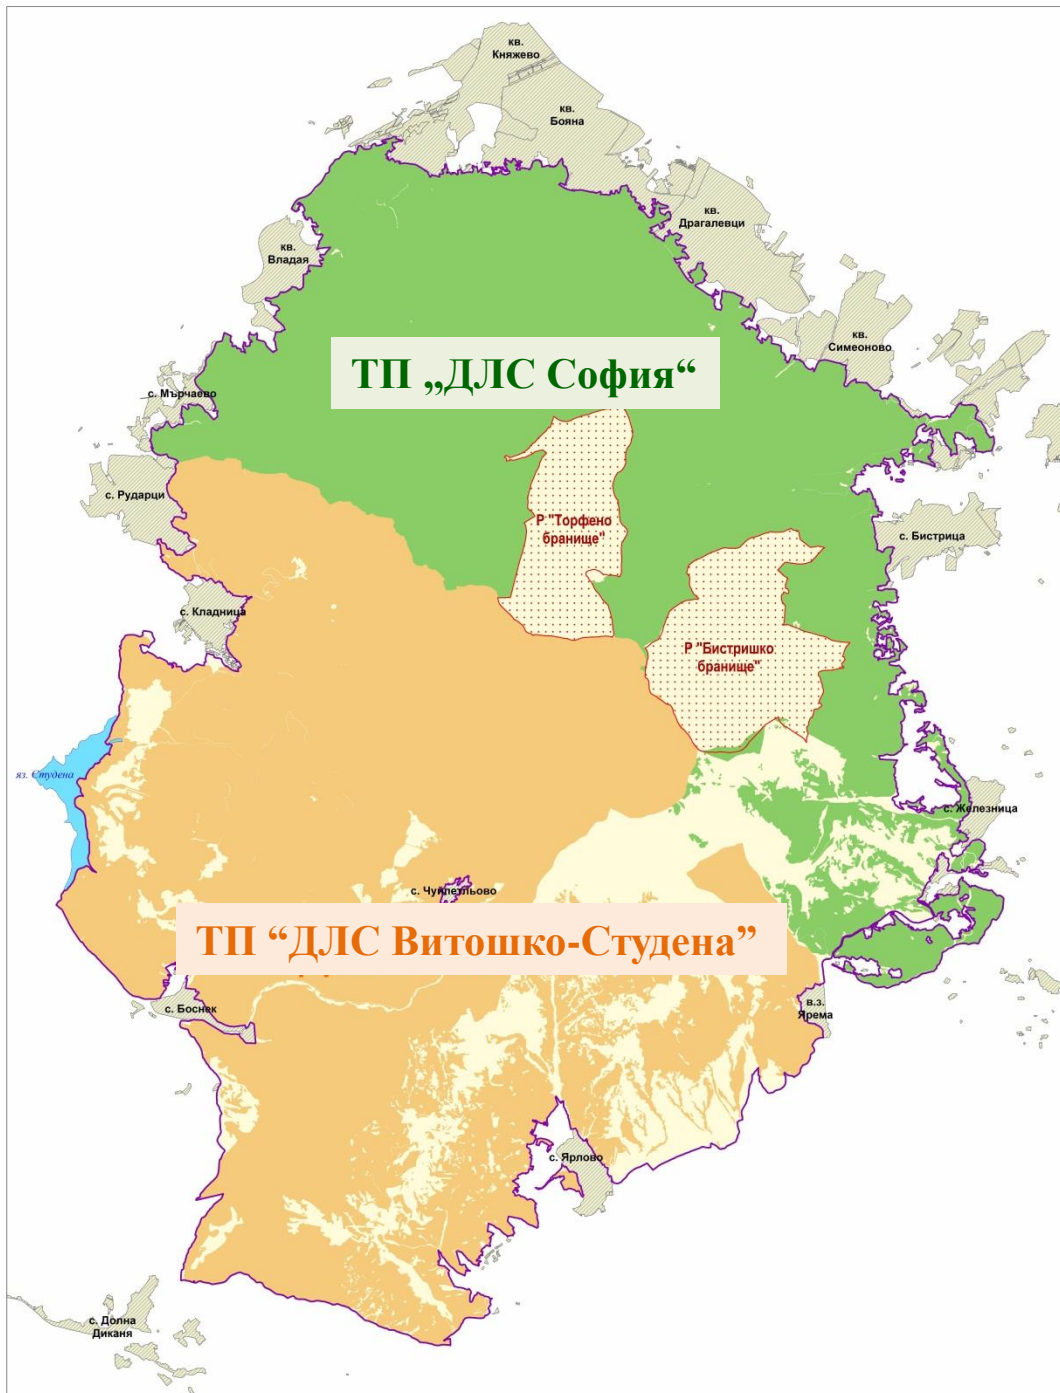 кв.
Княжево
кв.
Бояна
кв.
Драгалевци
кв.
Владая
кв.
Симеоново
ТП „ДЛС София“
с. Мърчаево
с. Рударци
Р "Торфено
бранище"
с. Бистрица
с. Кладница
Р "Бистришко
бранище"
яз. Студена
с. Железница
с. Чуйпетльово
ТП “ДЛС Витошко-Студена”
с. Боснек
в.з.
Ярема
с. Ярлово
с. Долна
Диканя